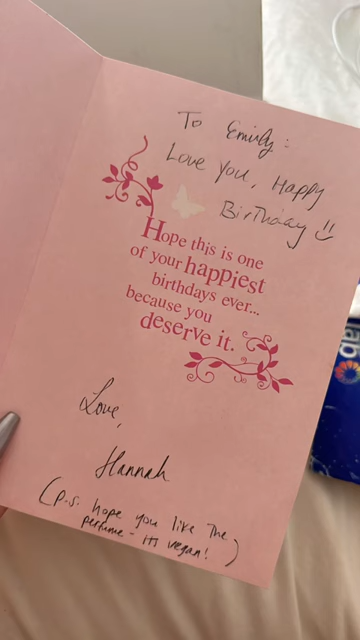 To Emily:
Love you, Happy
Birthday !!
Hope this is one
of your happiest
birthdays ever...
because you
deserve it.
Love,
Hannah
(p.s. hope you like the
perfume - its vegan!)